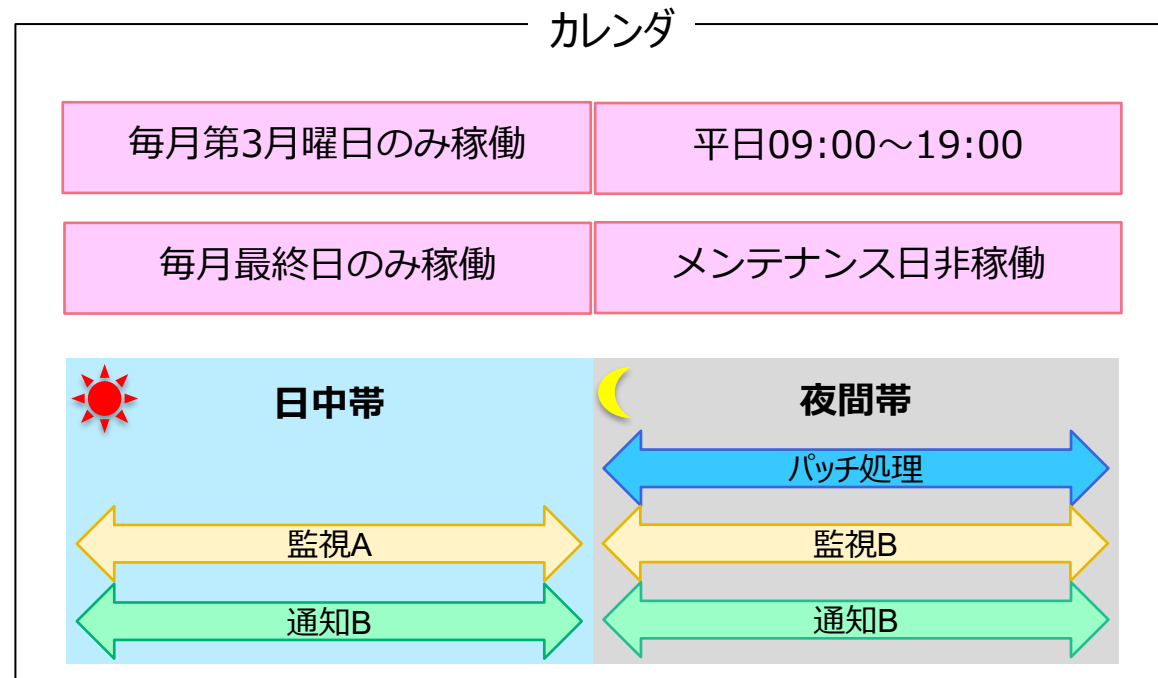 カレンダ
毎月第3月曜日のみ稼働
平日09:00～19:00
毎月最終日のみ稼働
メンテナンス日非稼働
日中帯
夜間帯
パッチ処理
監視A
監視B
通知B
通知B